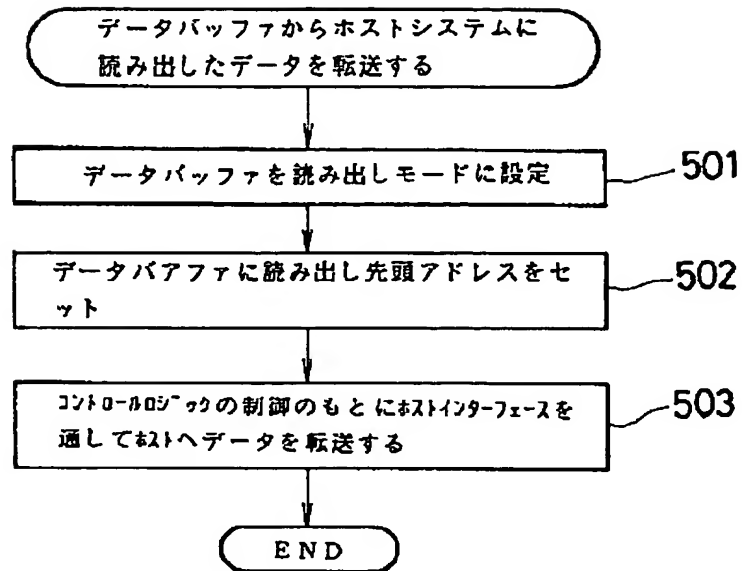 データバッファからホストシステムに
読み出したデータを転送する
データバッファを読み出しモードに設定
501
データバアファに読み出し先頭アドレスをセ
ット
502
ｺﾝﾄﾛｰﾙﾛｼﾞｯｸの制御のもとにﾎｽﾄｲﾝﾀｰﾌｪｰｽを
通してﾎｽﾄへデータを転送する
503
END